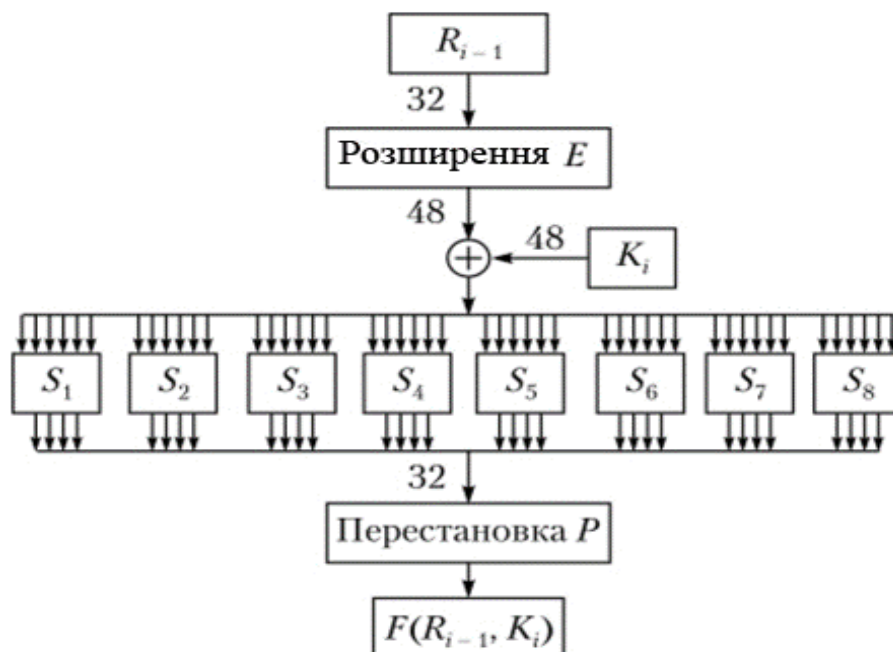 R_{i-1}
32
Розширення E
48
48
K_i
S_1 S_2 S_3 S_4 S_5 S_6 S_7 S_8
32
Перестановка P
F(R_{i-1}, K_i)